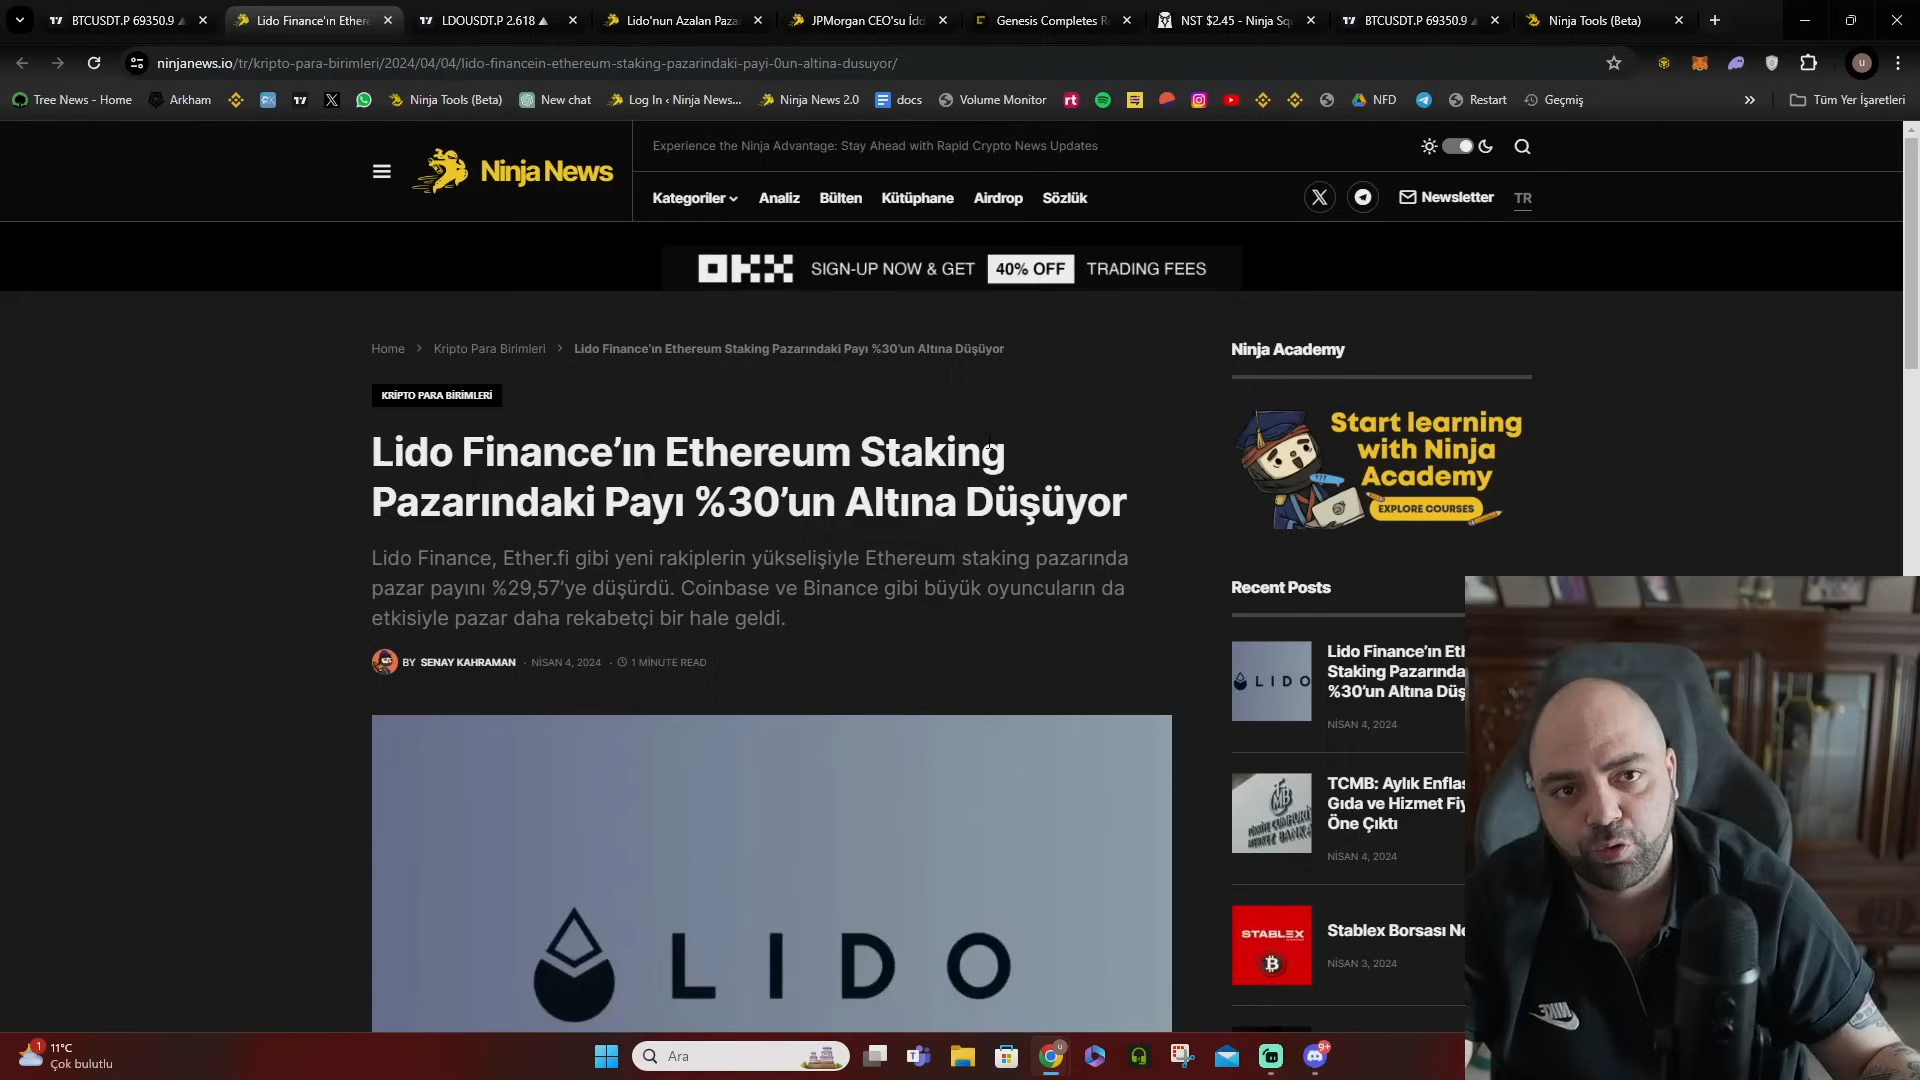 BTCUSDT.P 69350.9
Lido Finance'ın Ethere
LDOUSDT.P 2.618 ▲
Lido'nun Azalan Paza
JPMorgan CEO'su İdd
Genesis Completes R
NST $2.45 - Ninja Sq
BTCUSDT.P 69350.9
Ninja Tools (Beta)
ninjanews.io/tr/kripto-para-birimleri/2024/04/04/lido-financein-ethereum-staking-pazarindaki-payi-0un-altina-dusuyor/
u
Tree News - Home
Arkham
Ninja Tools (Beta)
New chat
Log In ‹ Ninja News...
Ninja News 2.0
docs
Volume Monitor
rt
NFD
Restart
Geçmiş
Tüm Yer İşaretleri
Ninja News
Experience the Ninja Advantage: Stay Ahead with Rapid Crypto News Updates
Kategoriler
Analiz
Bülten
Kütüphane
Airdrop
Sözlük
Newsletter
TR
OKX SIGN-UP NOW & GET 40% OFF TRADING FEES
Home > Kripto Para Birimleri > Lido Finance'ın Ethereum Staking Pazarındaki Payı %30'un Altına Düşüyor
KRİPTO PARA BİRİMLERİ
Lido Finance'ın Ethereum Staking
Pazarındaki Payı %30'un Altına Düşüyor
Lido Finance, Ether.fi gibi yeni rakiplerin yükselişiyle Ethereum staking pazarında
pazar payını %29,57'ye düşürdü. Coinbase ve Binance gibi büyük oyuncuların da
etkisiyle pazar daha rekabetçi bir hale geldi.
BY SENAY KAHRAMAN · NİSAN 4, 2024 · 1 MINUTE READ
LIDO
Ninja Academy
Start learning
with Ninja
Academy
EXPLORE COURSES
Recent Posts
LIDO
Lido Finance'ın Eth
Staking Pazarında
%30'un Altına Düş
NİSAN 4, 2024
TCMB: Aylık Enflas
Gıda ve Hizmet Fiy
Öne Çıktı
NİSAN 4, 2024
STABLEX
Stablex Borsası Ne
NİSAN 3, 2024
NIKE
1
11°C
Çok bulutlu
Ara
u
9+